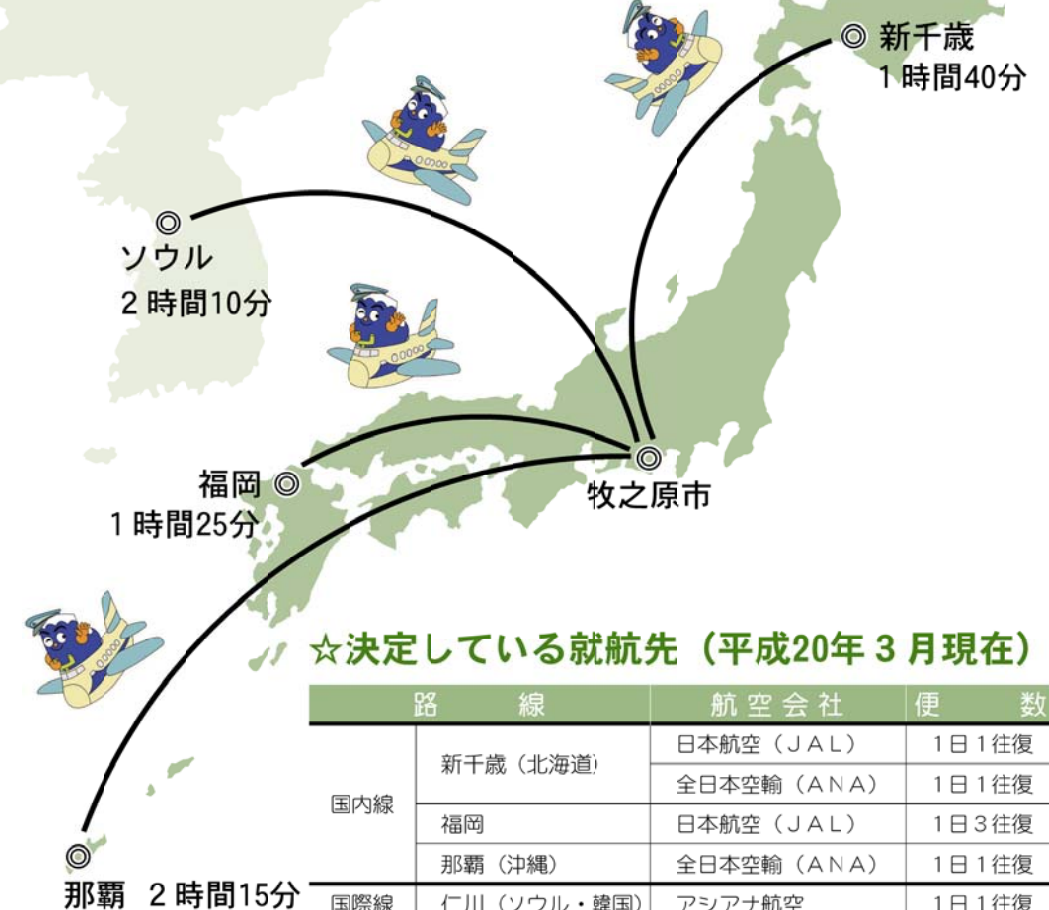 新千歳
1時間40分
ソウル
2時間10分
福岡
1時間25分
牧之原市
那覇 2時間15分
☆決定している就航先（平成20年3月現在）
路線 航空会社 便数
国内線 新千歳（北海道） 日本航空（JAL） 1日1往復
全日本空輸（ANA） 1日1往復
福岡 日本航空（JAL） 1日3往復
那覇（沖縄） 全日本空輸（ANA） 1日1往復
国際線 仁川（ソウル・韓国） アシアナ航空 1日1往復